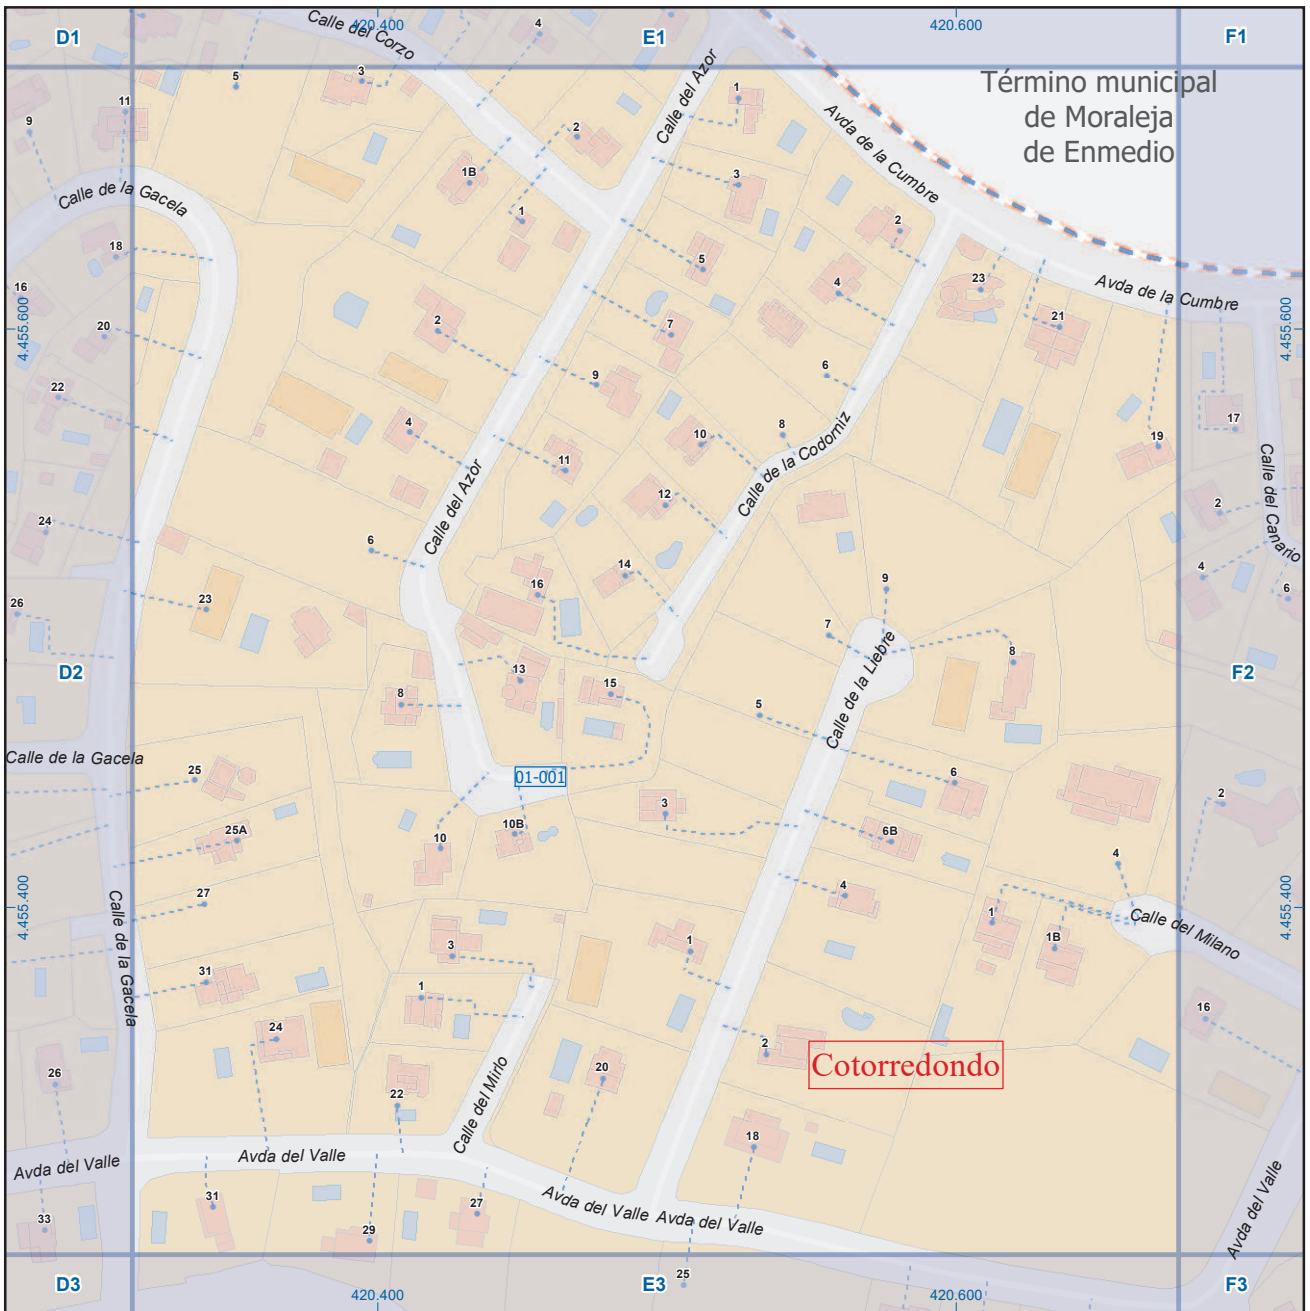 D1
420.400
E1
420.600
F1
Calle del Corzo
4
Calle del Azor
Término municipal
de Moraleja
de Enmedio
5
3
1
11
9
2
Avda de la Cumbre
1B
3
Calle de la Gacela
1
2
18
5
4
23
Avda de la Cumbre
16
20
2
7
21
4.455.600
4.455.600
22
9
6
4
10
8
17
19
11
Calle de la Codorniz
Calle del Azor
12
2
Calle del Canario
24
6
14
4
16
9
6
26
23
7
Calle de la Liebre
8
D2
13
15
F2
8
5
Calle de la Gacela
25
01-001
6
3
2
25A
10
10B
6B
4
27
4
4.455.400
4.455.400
Calle de la Gacela
1
Calle del Milano
3
1
1B
31
1
16
24
2
Cotorredondo
26
22
20
Calle del Mirlo
18
Avda del Valle
Avda del Valle
Avda del Valle
Avda del Valle
Avda del Valle
31
27
33
29
25
D3
420.400
E3
420.600
F3